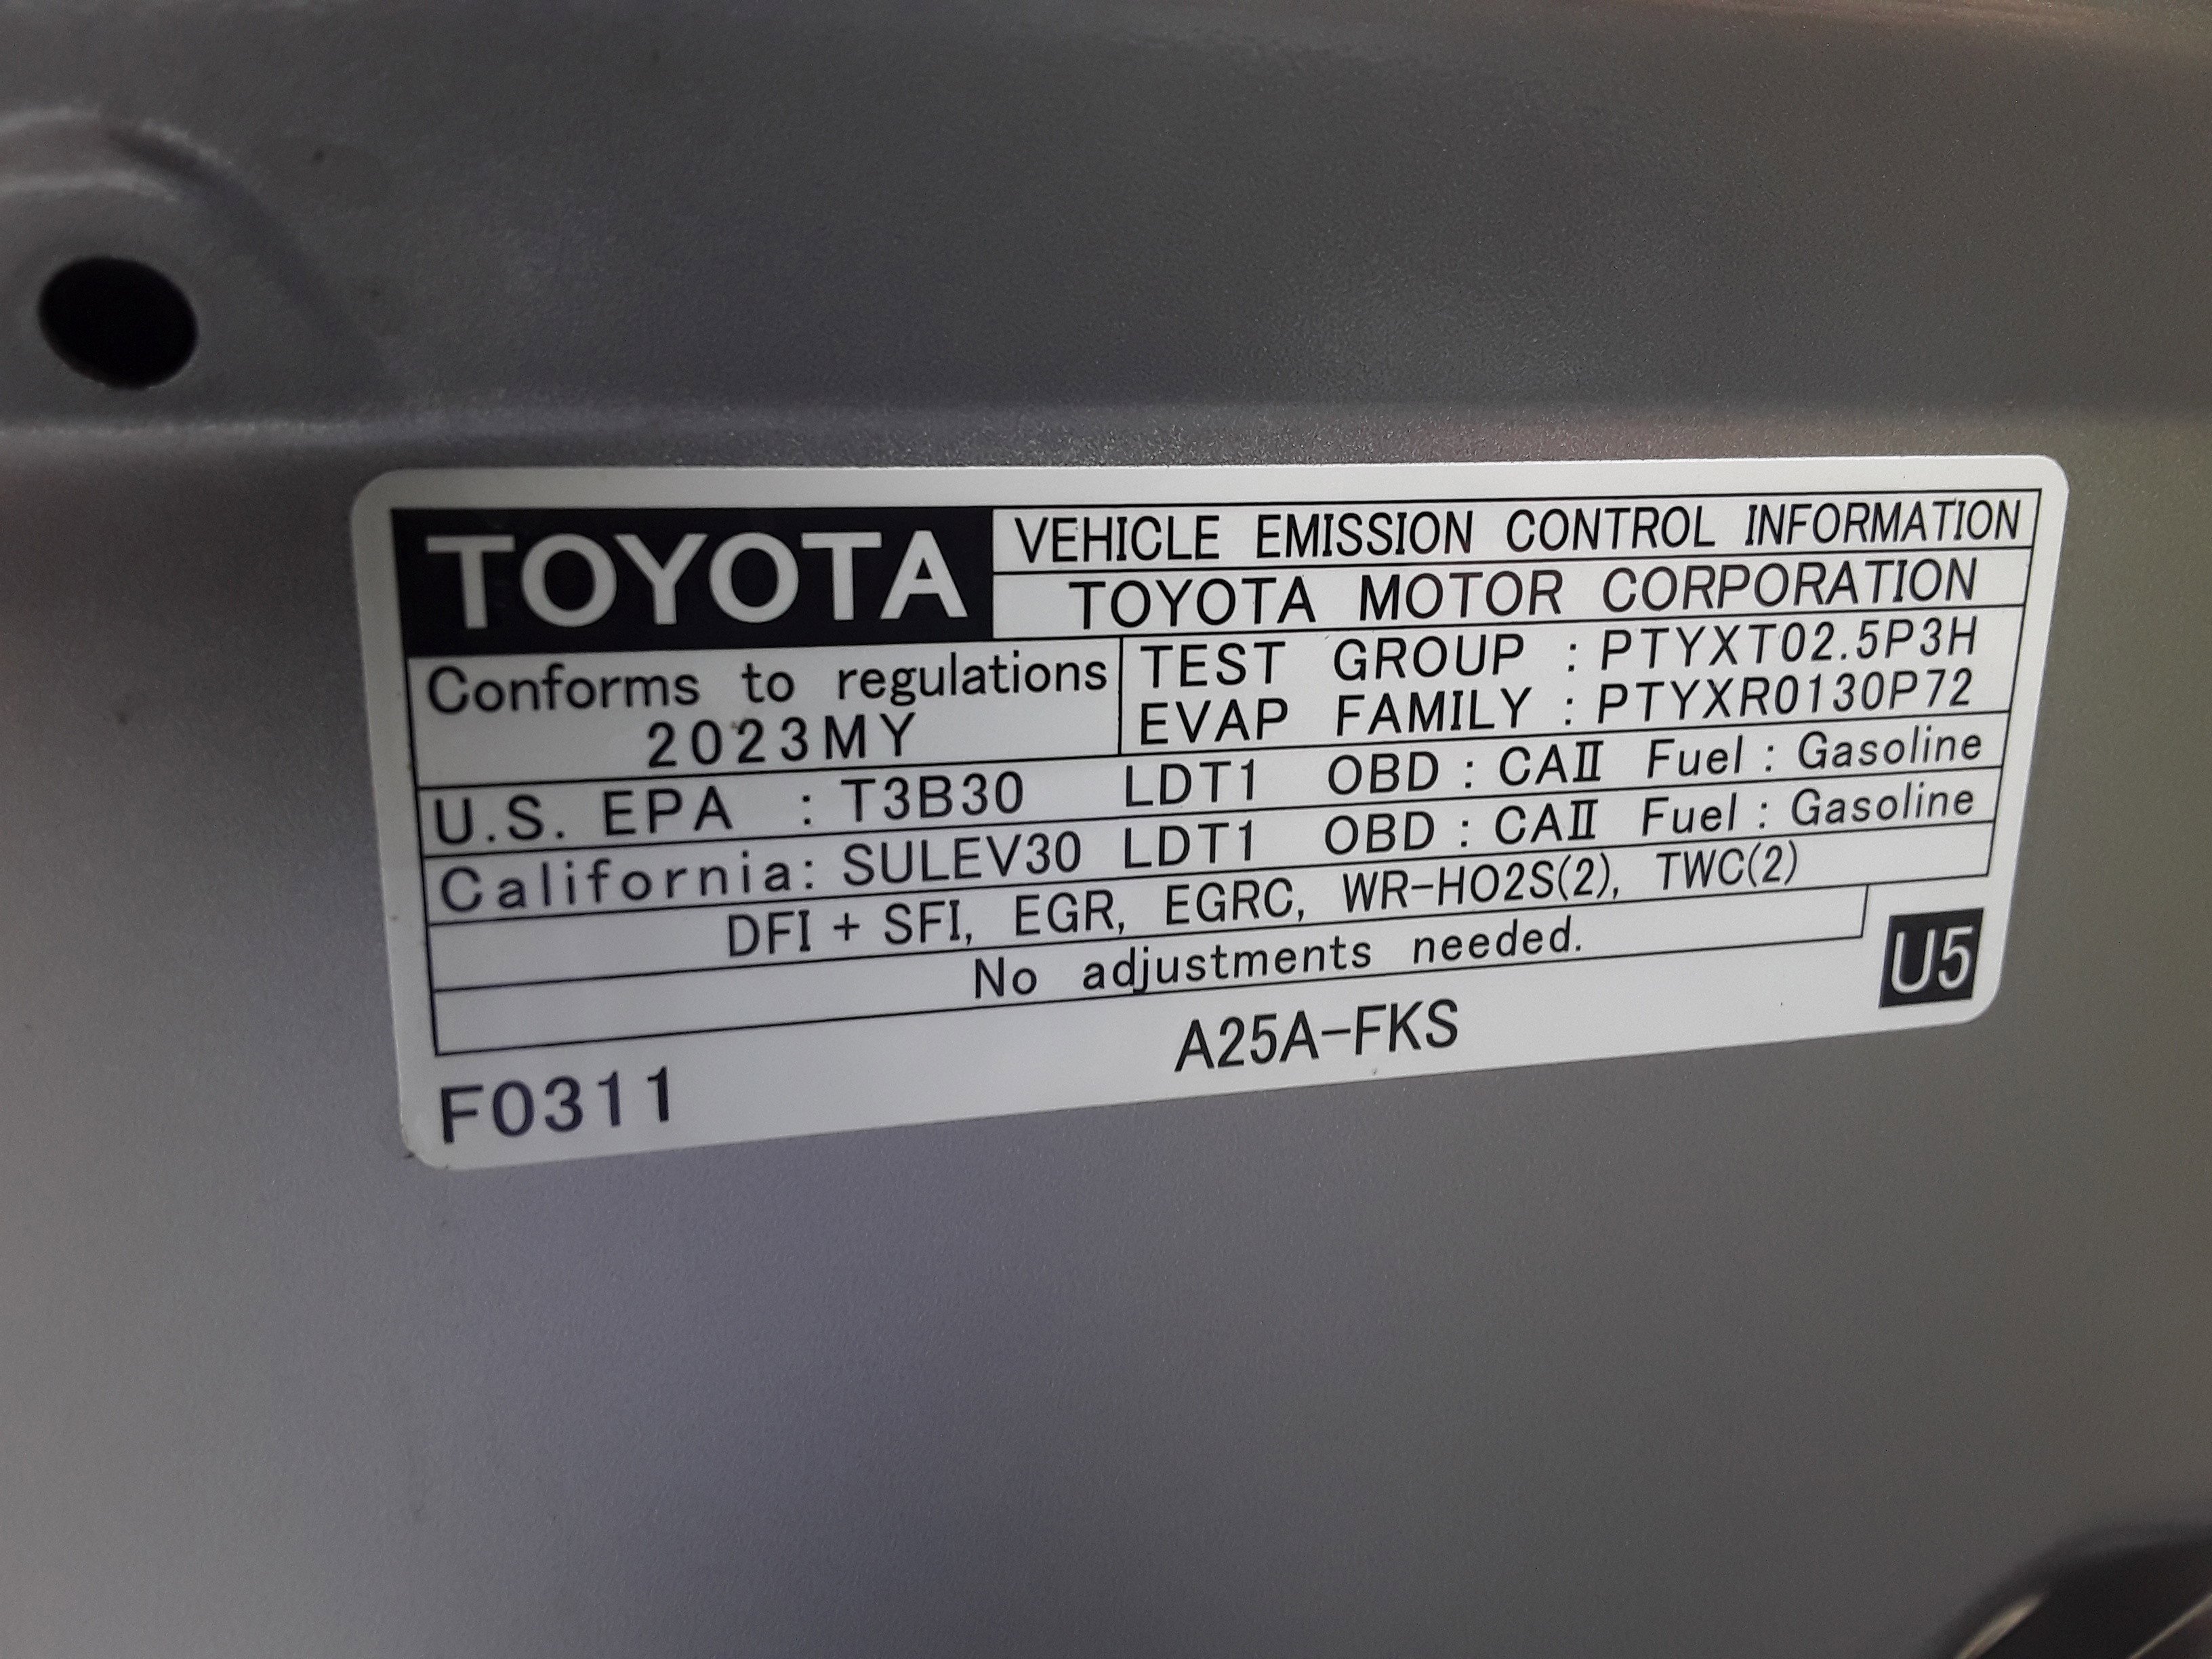 TOYOTA
VEHICLE EMISSION CONTROL INFORMATION
TOYOTA MOTOR CORPORATION
Conforms to regulations
2023MY
TEST GROUP : PTYXT02.5P3H
EVAP FAMILY : PTYXR0130P72
U.S. EPA : T3B30 LDT1 OBD : CAⅡ Fuel : Gasoline
California: SULEV30 LDT1 OBD : CAⅡ Fuel : Gasoline
DFI + SFI, EGR, EGRC, WR-HO2S(2), TWC(2)
No adjustments needed.
U5
A25A-FKS
F0311